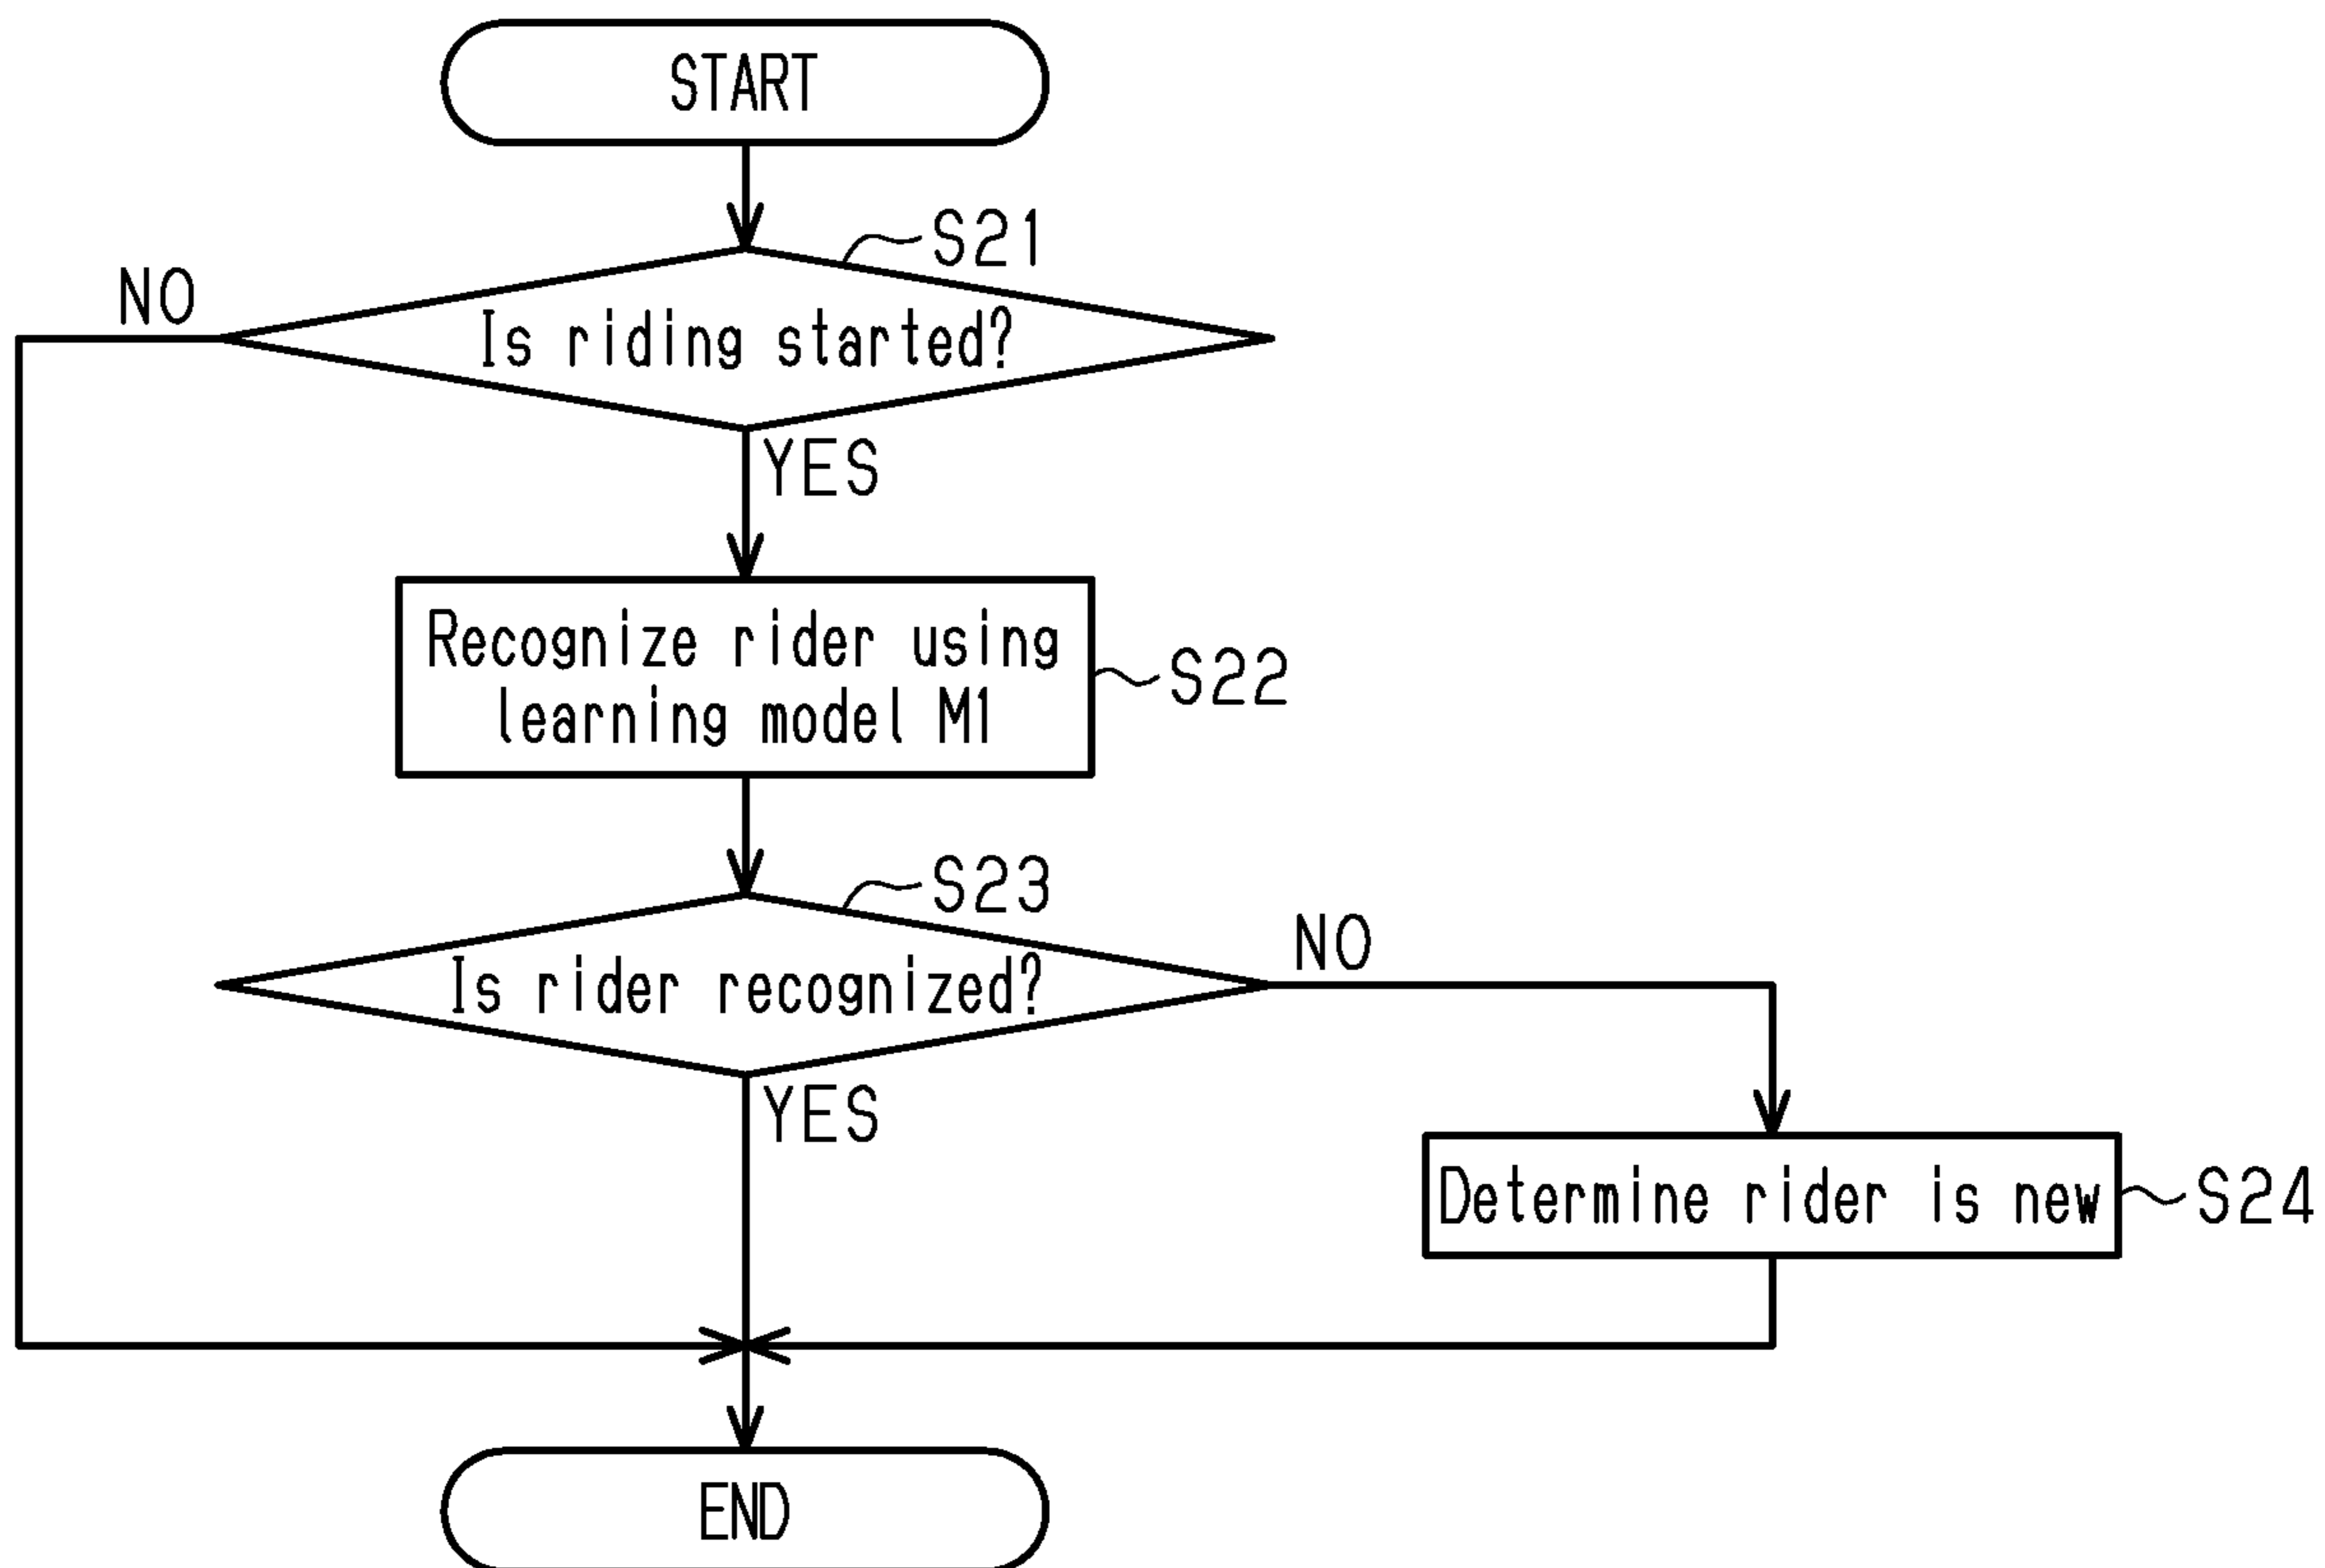 START
S21
NO
Is riding started?
YES
Recognize rider using
learning model M1
S22
S23
NO
Is rider recognized?
YES
Determine rider is new
S24
END